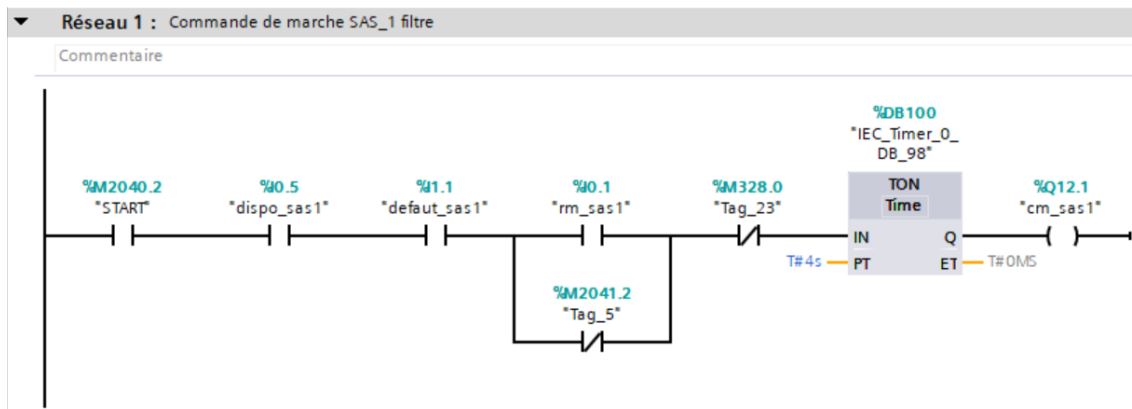 Réseau 1 : Commande de marche SAS_1 filtre
Commentaire
%DB100
"IEC_Timer_0_
DB_98"
%M2040.2
"START"
%I0.5
"dispo_sas1"
%I1.1
"defaut_sas1"
%I0.1
"rm_sas1"
%M328.0
"Tag_23"
TON
Time
%Q12.1
"cm_sas1"
IN
Q
T#4s
PT
ET
T#0MS
%M2041.2
"Tag_5"